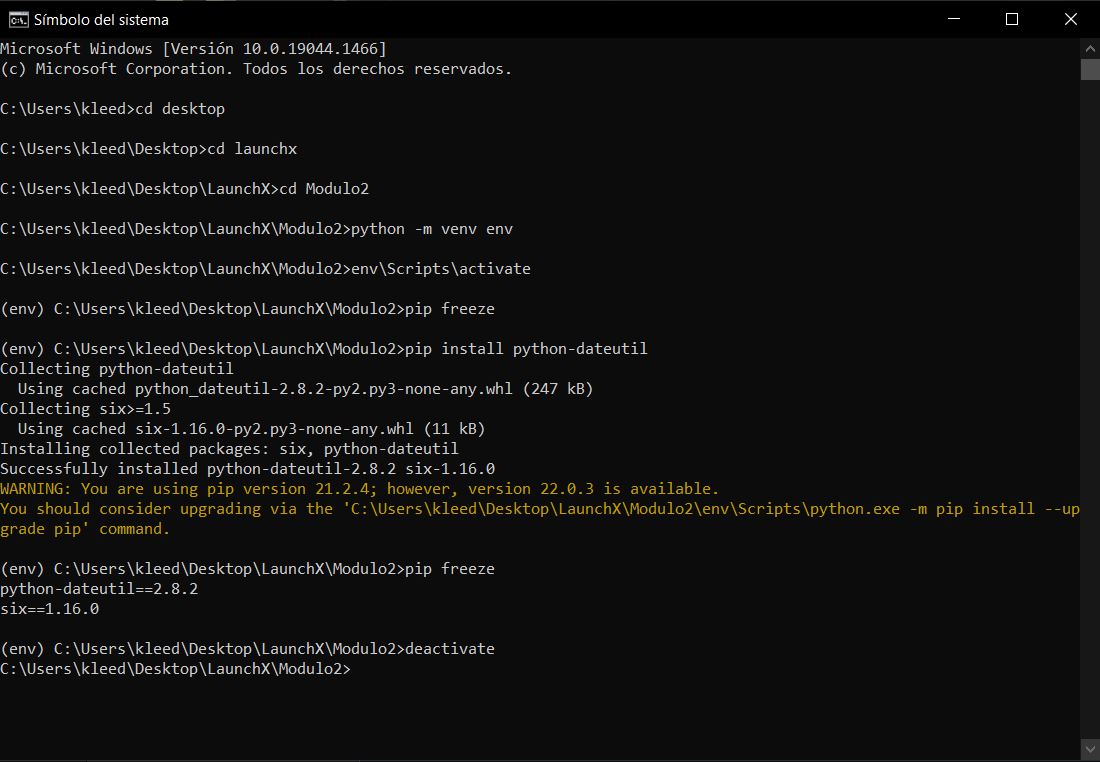 Símbolo del sistema
Microsoft Windows [Versión 10.0.19044.1466]
(c) Microsoft Corporation. Todos los derechos reservados.
C:\Users\kleed>cd desktop
C:\Users\kleed\Desktop>cd launchx
C:\Users\kleed\Desktop\LaunchX>cd Modulo2
C:\Users\kleed\Desktop\LaunchX\Modulo2>python -m venv env
C:\Users\kleed\Desktop\LaunchX\Modulo2>env\Scripts\activate
(env) C:\Users\kleed\Desktop\LaunchX\Modulo2>pip freeze
(env) C:\Users\kleed\Desktop\LaunchX\Modulo2>pip install python-dateutil
Collecting python-dateutil
  Using cached python_dateutil-2.8.2-py2.py3-none-any.whl (247 kB)
Collecting six>=1.5
  Using cached six-1.16.0-py2.py3-none-any.whl (11 kB)
Installing collected packages: six, python-dateutil
Successfully installed python-dateutil-2.8.2 six-1.16.0
WARNING: You are using pip version 21.2.4; however, version 22.0.3 is available.
You should consider upgrading via the 'C:\Users\kleed\Desktop\LaunchX\Modulo2\env\Scripts\python.exe -m pip install --up
grade pip' command.
(env) C:\Users\kleed\Desktop\LaunchX\Modulo2>pip freeze
python-dateutil==2.8.2
six==1.16.0
(env) C:\Users\kleed\Desktop\LaunchX\Modulo2>deactivate
C:\Users\kleed\Desktop\LaunchX\Modulo2>